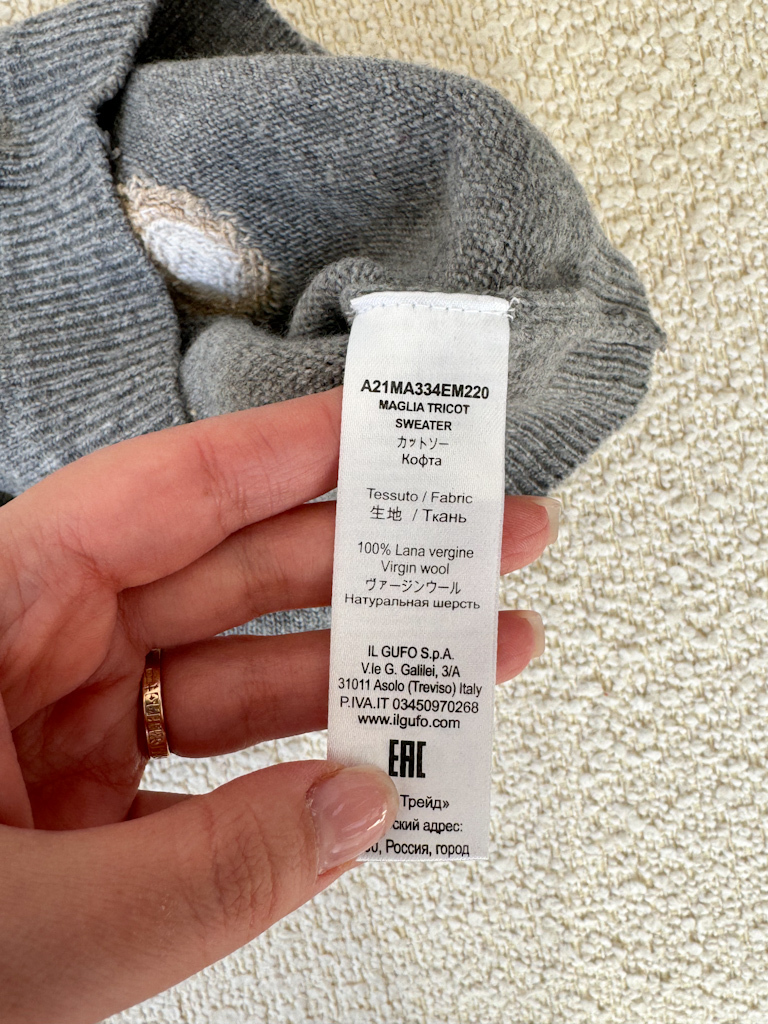 A21MA334EM220
MAGLIA TRICOT
SWEATER
カットソー
Кофта
Tessuto / Fabric
生地 / Ткань
100% Lana vergine
Virgin wool
ヴァージンウール
Натуральная шерсть
IL GUFO S.p.A.
V.le G. Galilei, 3/A
31011 Asolo (Treviso) Italy
P.IVA.IT 03450970268
www.ilgufo.com
EAC
Трейд»
адрес:
Россия, город